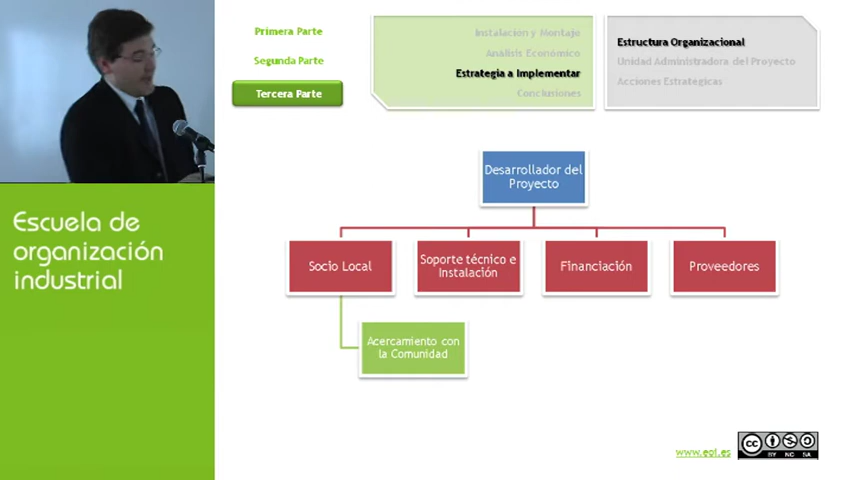 Primera Parte
Segunda Parte
Tercera Parte
Instalación y Montaje
Análisis Económico
Estrategia a Implementar
Conclusiones
Estructura Organizacional
Unidad Administradora del Proyecto
Acciones Estrategicas
Escuela de
organización
industrial
Desarrollador del
Proyecto
Socio Local
Soporte técnico e
Instalación
Financiación
Proveedores
Acercamiento con
la Comunidad
www.eoi.es
cc
BY NC SA